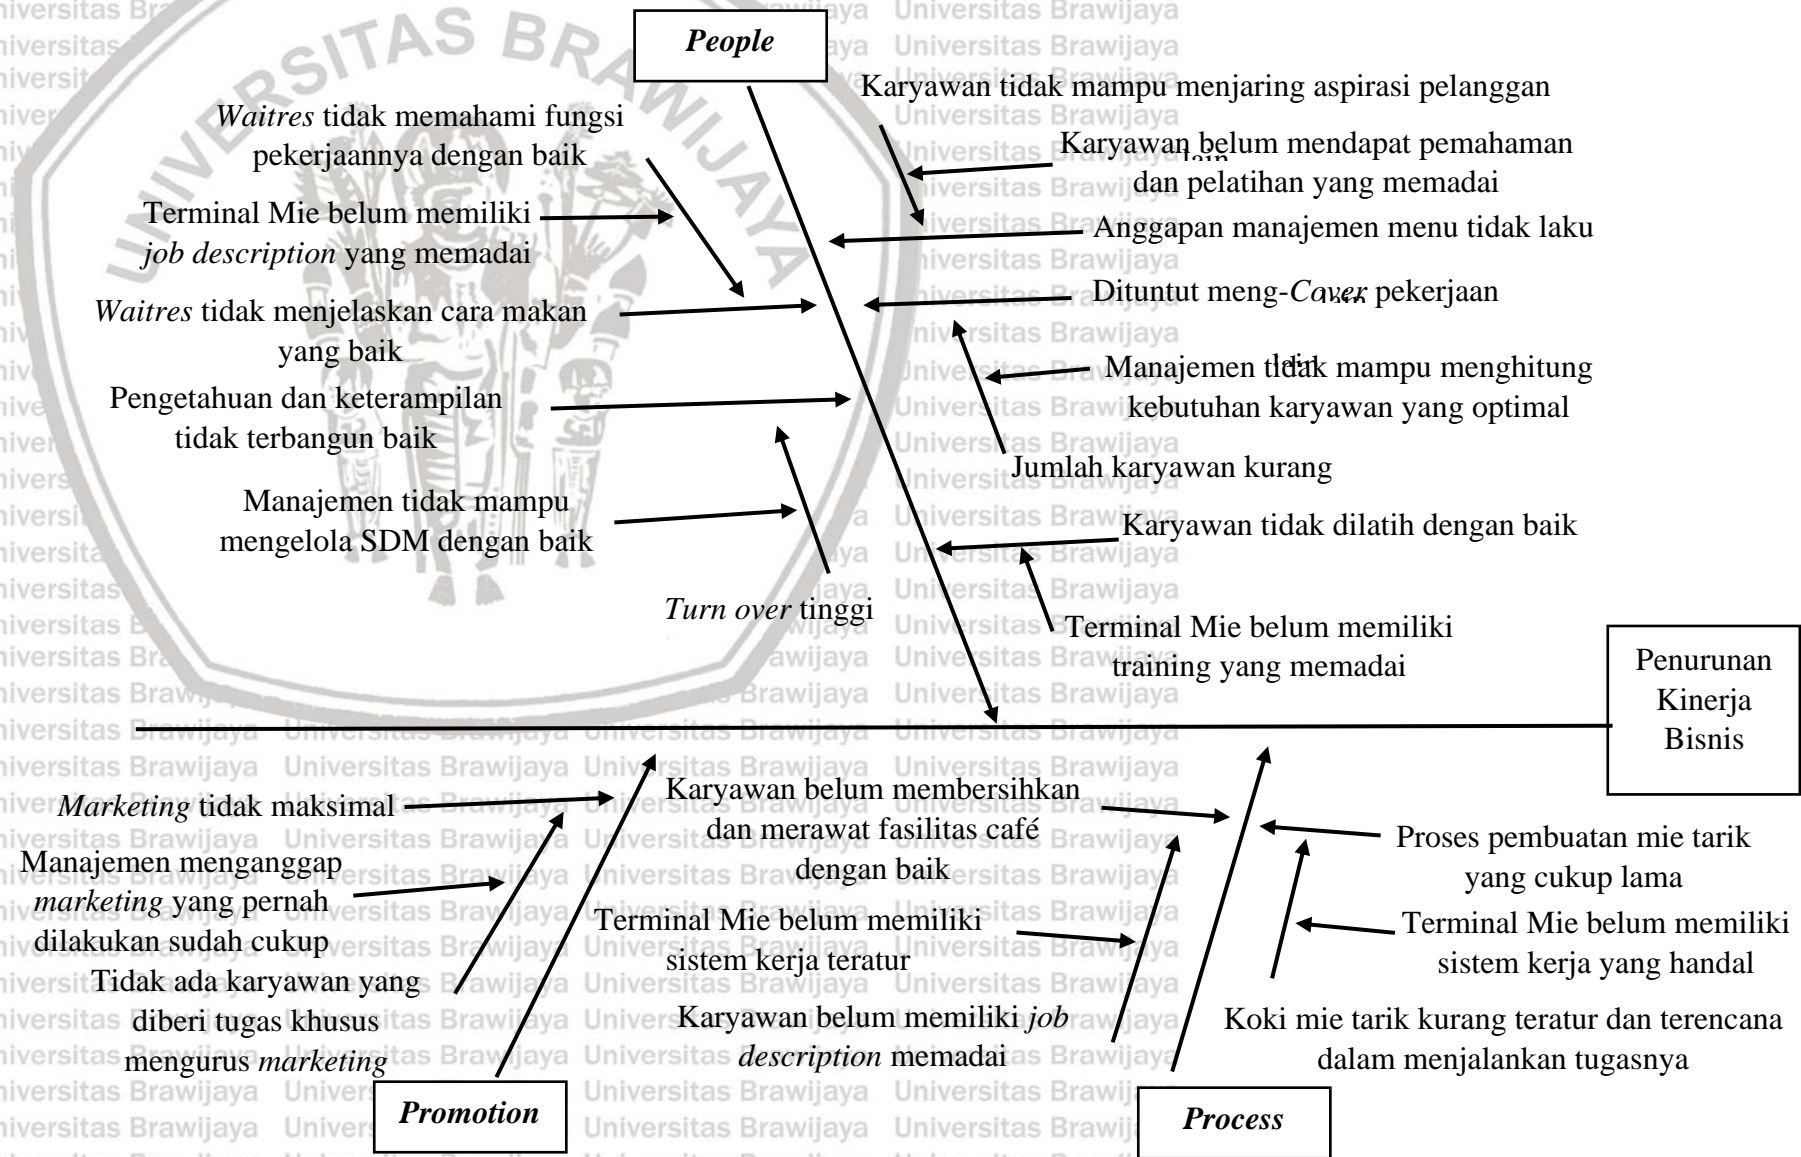 People
Waitres tidak memahami fungsi
pekerjaannya dengan baik
Terminal Mie belum memiliki
job description yang memadai
Waitres tidak menjelaskan cara makan
yang baik
Pengetahuan dan keterampilan
tidak terbangun baik
Manajemen tidak mampu
mengelola SDM dengan baik
Turn over tinggi
Karyawan tidak mampu menjaring aspirasi pelanggan
Karyawan belum mendapat pemahaman
lain
dan pelatihan yang memadai
Anggapan manajemen menu tidak laku
Dituntut meng-Cover pekerjaan
lain
Manajemen tidak mampu menghitung
lain
kebutuhan karyawan yang optimal
Jumlah karyawan kurang
Karyawan tidak dilatih dengan baik
Terminal Mie belum memiliki
training yang memadai
Penurunan
Kinerja
Bisnis
Marketing tidak maksimal
Manajemen menganggap
marketing yang pernah
dilakukan sudah cukup
Tidak ada karyawan yang
diberi tugas khusus
mengurus marketing
Promotion
Karyawan belum membersihkan
dan merawat fasilitas café
dengan baik
Terminal Mie belum memiliki
sistem kerja teratur
Karyawan belum memiliki job
description memadai
Proses pembuatan mie tarik
yang cukup lama
Terminal Mie belum memiliki
sistem kerja yang handal
Koki mie tarik kurang teratur dan terencana
dalam menjalankan tugasnya
Process
UNIVERSITAS BRAWIJAYA
Universitas Brawijaya